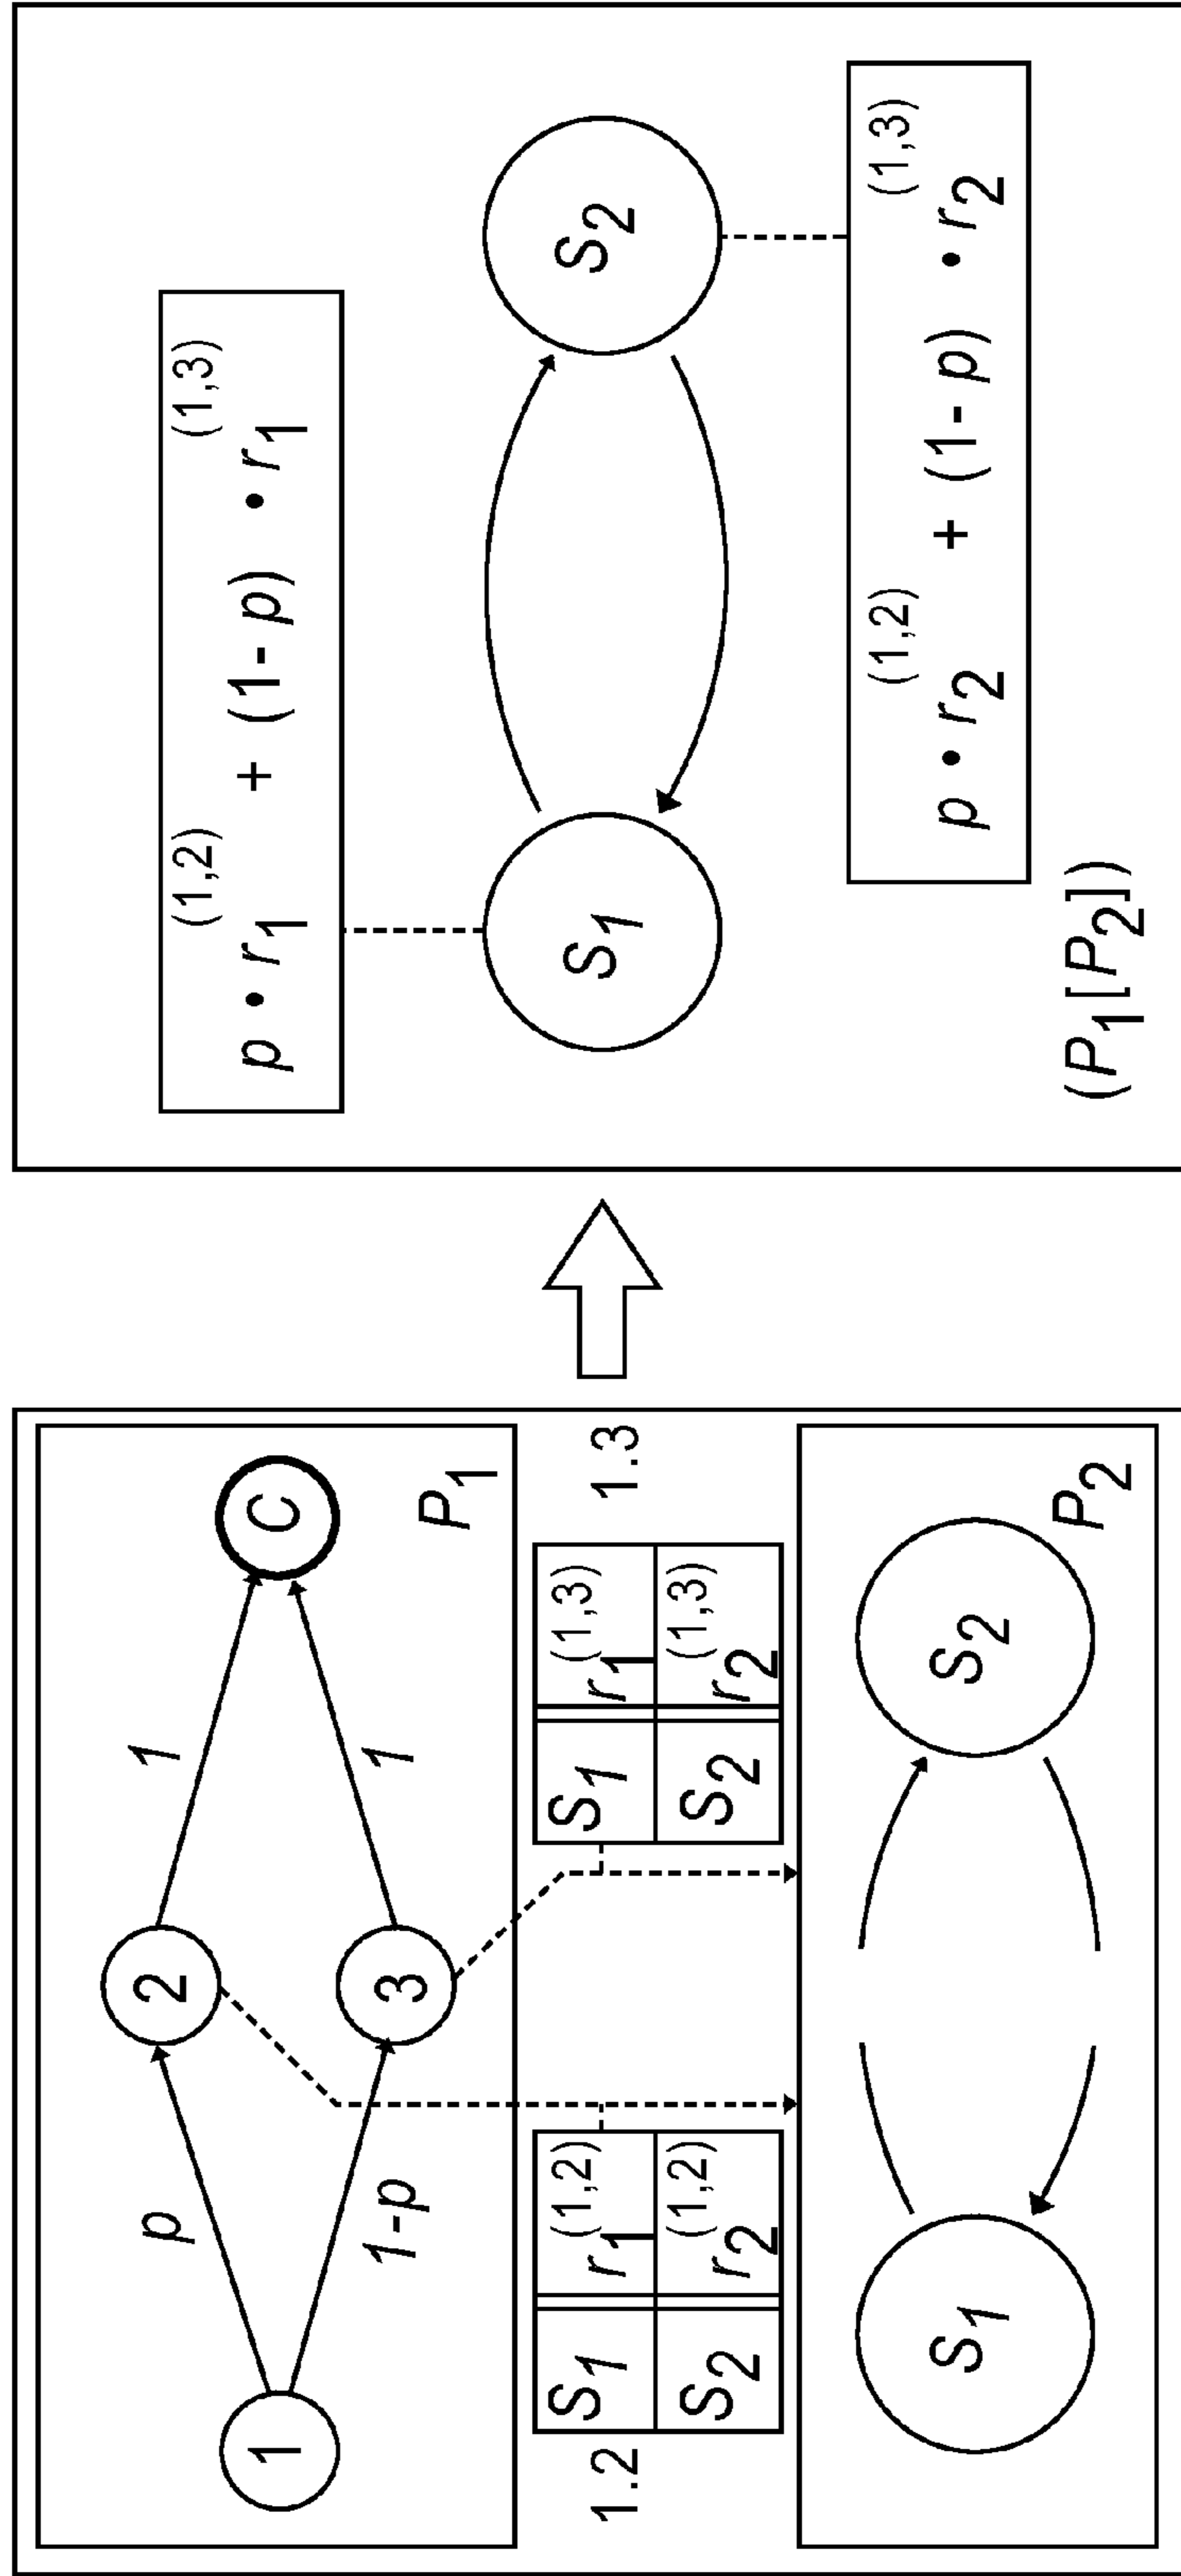 1
p
1-p
2
3
1
1
C
P1
1.2
S1 r1(1,2)
S2 r2(1,2)
S1 r1(1,3)
S2 r2(1,3)
1.3
S1
S2
P2
p • r1(1,2) + (1- p) • r1(1,3)
S1
S2
p • r2(1,2) + (1- p) • r2(1,3)
(P1[P2])